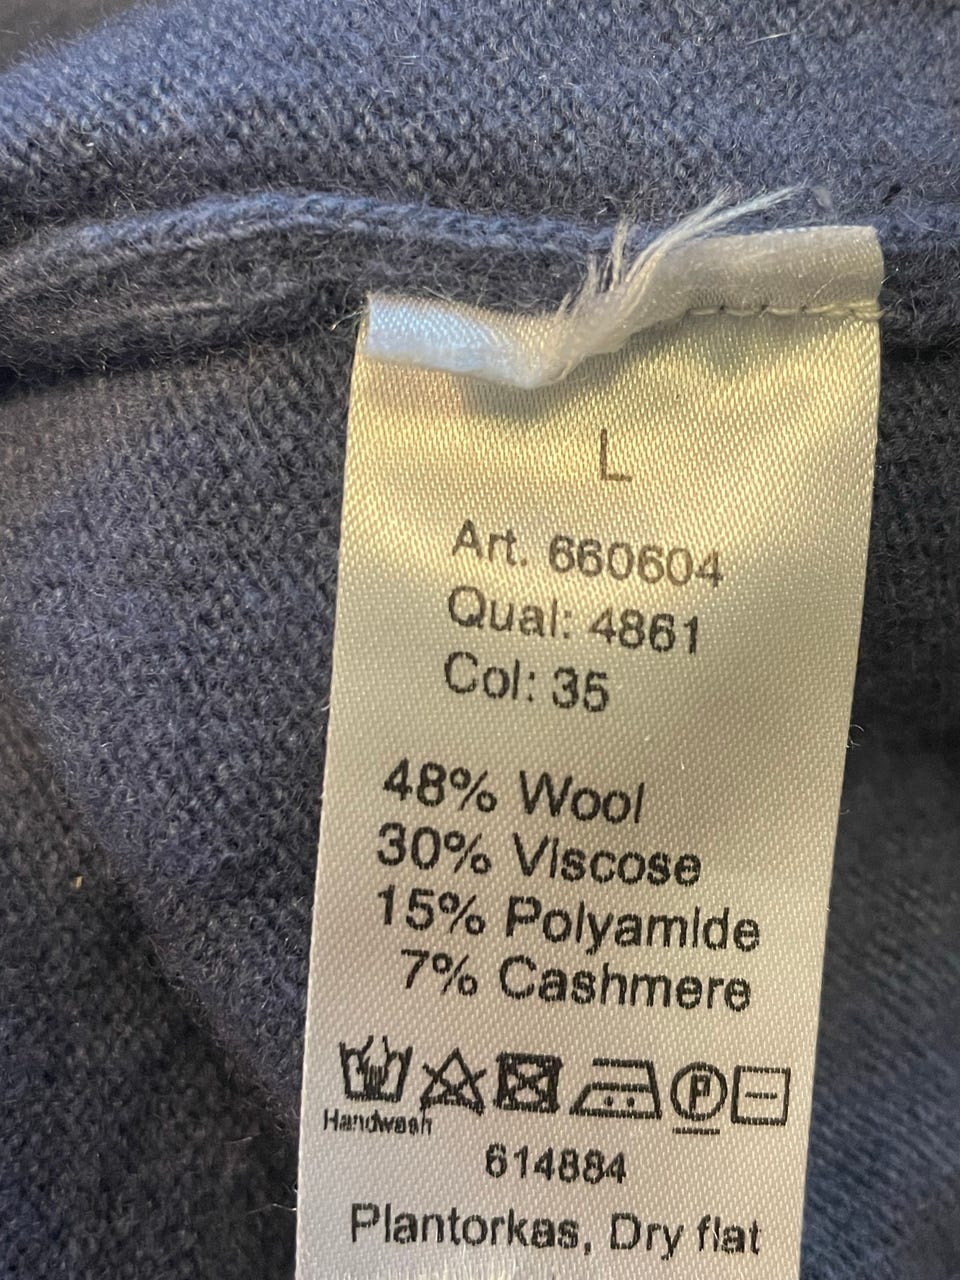 L
Art. 660604
Qual: 4861
Col: 35
48% Wool
30% Viscose
15% Polyamide
7% Cashmere
P
Handwash
614884
Plantorkas, Dry flat